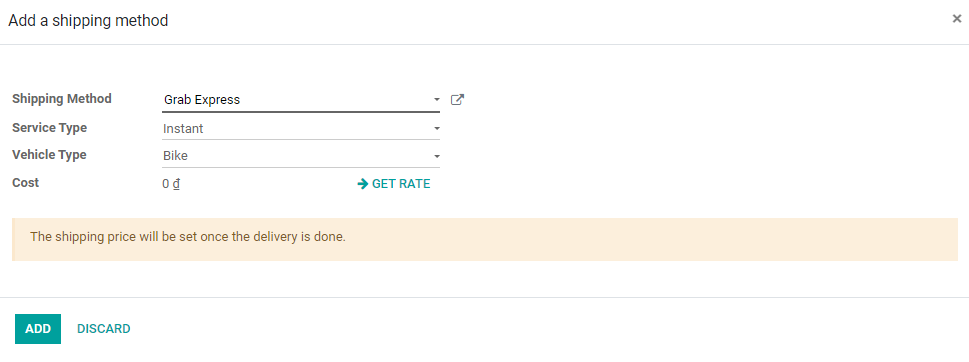 Add a shipping method ×
Shipping Method Grab Express
Service Type Instant
Vehicle Type Bike
Cost 0 ₫ GET RATE
The shipping price will be set once the delivery is done.
ADD DISCARD